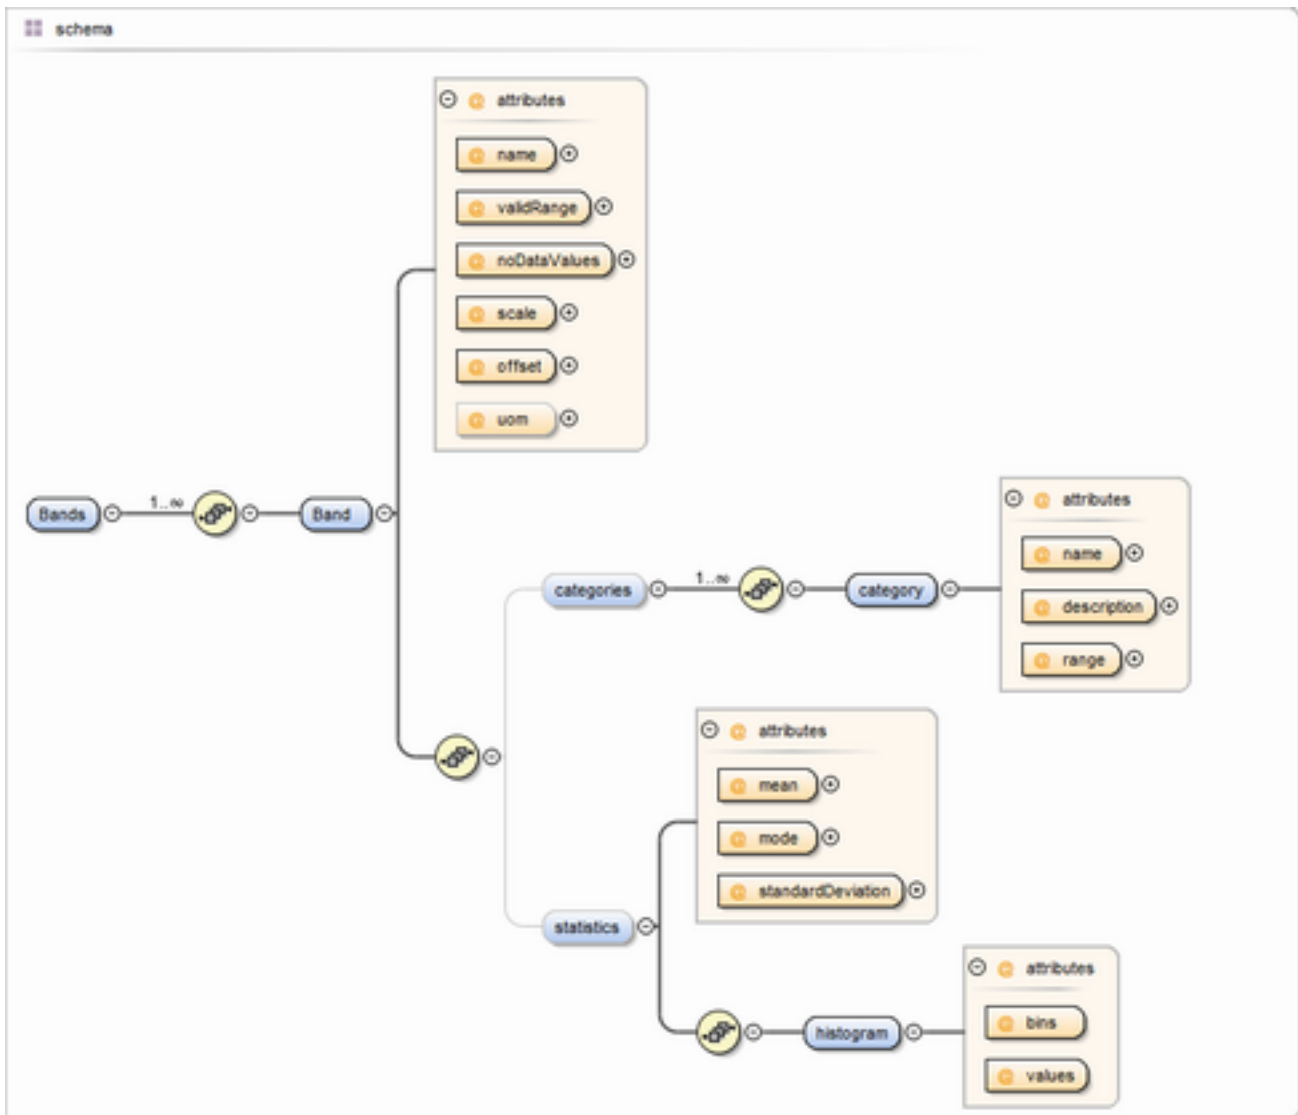 schema
attributes
name
validRange
noDataValues
scale
offset
uom
Bands
1..∞
Band
categories
1..∞
category
attributes
name
description
range
attributes
mean
mode
standardDeviation
statistics
histogram
attributes
bins
values